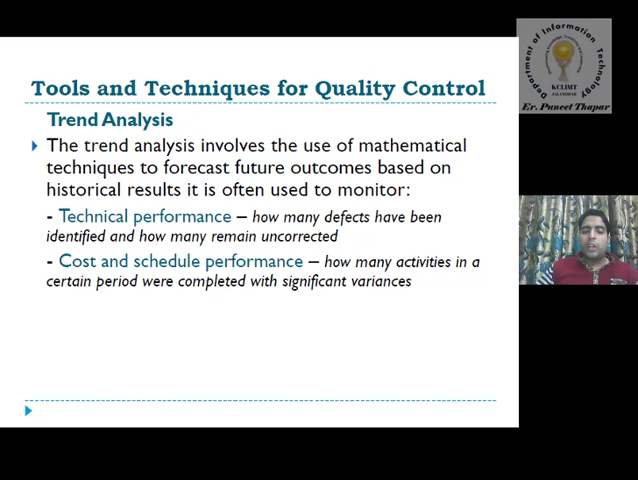 Tools and Techniques for Quality Control
Trend Analysis
The trend analysis involves the use of mathematical
techniques to forecast future outcomes based on
historical results it is often used to monitor:
- Technical performance – how many defects have been
identified and how many remain uncorrected
- Cost and schedule performance – how many activities in a
certain period were completed with significant variances
Department of Information Technology
KCLIMT
JALANDHAR
Er. Puneet Thapar